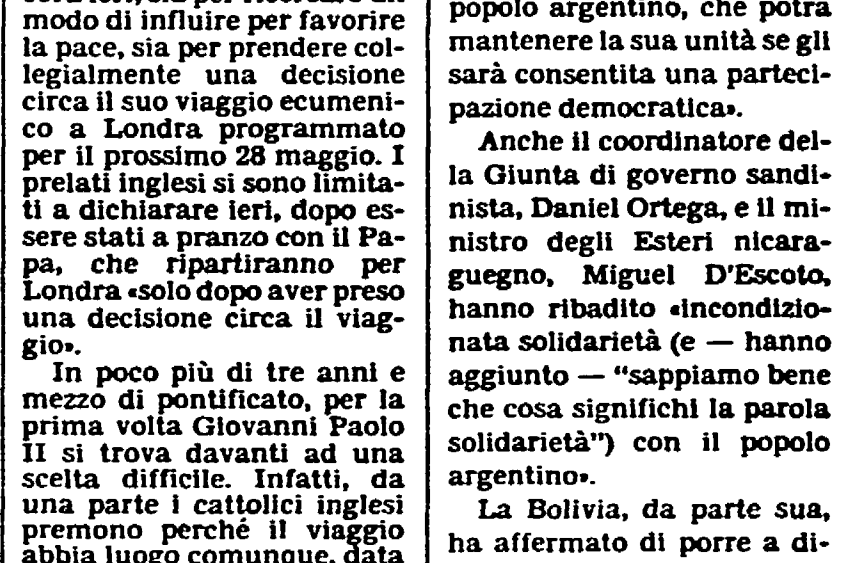 modo di influire per favorire
la pace, sia per prendere col-
legialmente una decisione
circa il suo viaggio ecumeni-
co a Londra programmato
per il prossimo 28 maggio. I
prelati inglesi si sono limita-
ti a dichiarare ieri, dopo es-
sere stati a pranzo con il Pa-
pa, che ripartiranno per
Londra «solo dopo aver preso
una decisione circa il viag-
gio».
In poco più di tre anni e
mezzo di pontificato, per la
prima volta Giovanni Paolo
II si trova davanti ad una
scelta difficile. Infatti, da
una parte i cattolici inglesi
premono perché il viaggio
abbia luogo comunque, data
popolo argentino, che potrà
mantenere la sua unità se gli
sarà consentita una parteci-
pazione democratica».
Anche il coordinatore del-
la Giunta di governo sandi-
nista, Daniel Ortega, e il mi-
nistro degli Esteri nicara-
guegno, Miguel D'Escoto,
hanno ribadito «incondizio-
nata solidarietà (e — hanno
aggiunto — "sappiamo bene
che cosa significhi la parola
solidarietà") con il popolo
argentino».
La Bolivia, da parte sua,
ha affermato di porre a di-